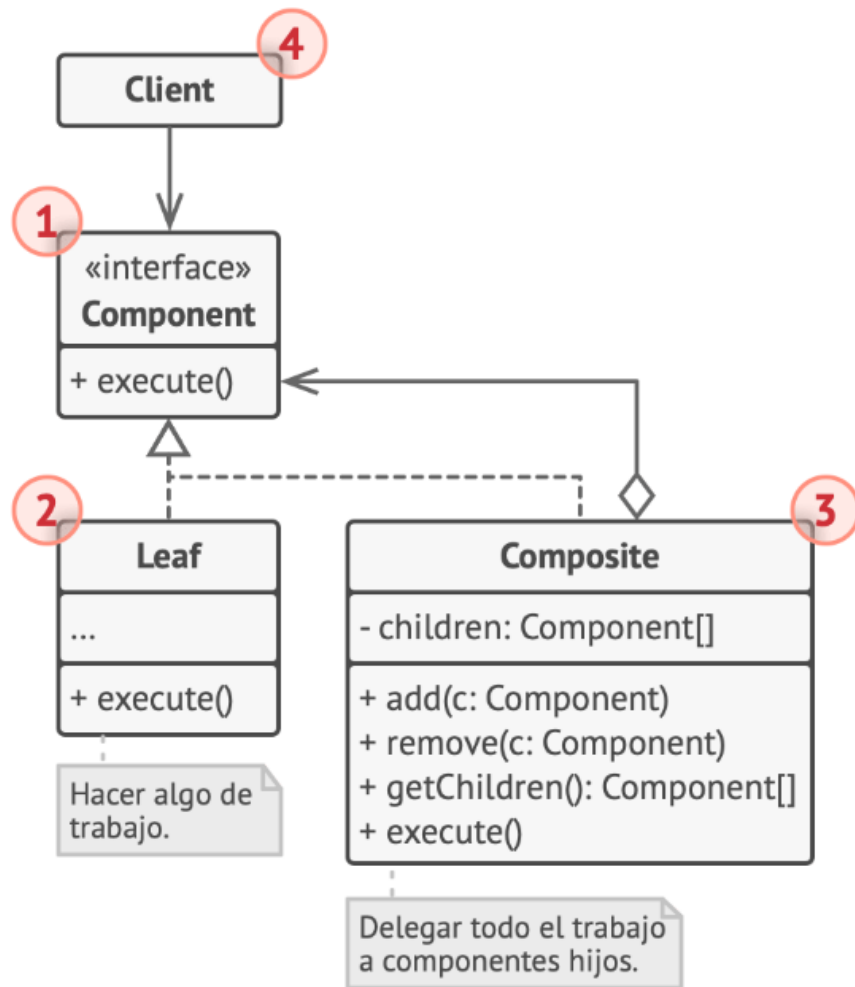 4
Client
1
«interface»
Component
+ execute()
2
Leaf
...
+ execute()
Hacer algo de
trabajo.
3
Composite
- children: Component[]
+ add(c: Component)
+ remove(c: Component)
+ getChildren(): Component[]
+ execute()
Delegar todo el trabajo
a componentes hijos.